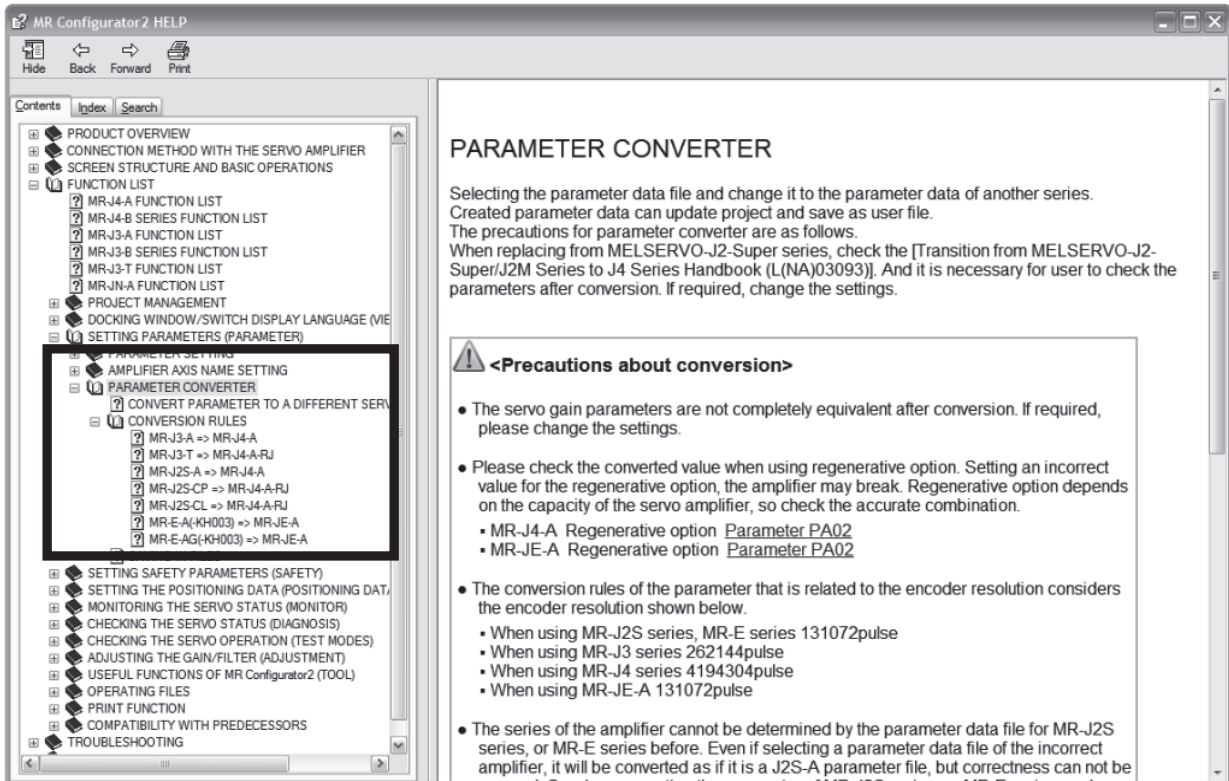 MR Configurator2 HELP
Hide Back Forward Print
Contents Index Search
PRODUCT OVERVIEW
CONNECTION METHOD WITH THE SERVO AMPLIFIER
SCREEN STRUCTURE AND BASIC OPERATIONS
FUNCTION LIST
MR-J4-A FUNCTION LIST
MR-J4-B SERIES FUNCTION LIST
MR-J3-A FUNCTION LIST
MR-J3-B SERIES FUNCTION LIST
MR-J3-T FUNCTION LIST
MR-JN-A FUNCTION LIST
PROJECT MANAGEMENT
DOCKING WINDOW/SWITCH DISPLAY LANGUAGE (VIE
SETTING PARAMETERS (PARAMETER)
PARAMETER SETTING
AMPLIFIER AXIS NAME SETTING
PARAMETER CONVERTER
CONVERT PARAMETER TO A DIFFERENT SERV
CONVERSION RULES
MR-J3-A => MR-J4-A
MR-J3-T => MR-J4-A-RJ
MR-J2S-A => MR-J4-A
MR-J2S-CP => MR-J4-A-RJ
MR-J2S-CL => MR-J4-A-RJ
MR-E-A(-KH003) => MR-JE-A
MR-E-AG(-KH003) => MR-JE-A
SETTING SAFETY PARAMETERS (SAFETY)
SETTING THE POSITIONING DATA (POSITIONING DAT
MONITORING THE SERVO STATUS (MONITOR)
CHECKING THE SERVO STATUS (DIAGNOSIS)
CHECKING THE SERVO OPERATION (TEST MODES)
ADJUSTING THE GAIN/FILTER (ADJUSTMENT)
USEFUL FUNCTIONS OF MR Configurator2 (TOOL)
OPERATING FILES
PRINT FUNCTION
COMPATIBILITY WITH PREDECESSORS
TROUBLESHOOTING
PARAMETER CONVERTER
Selecting the parameter data file and change it to the parameter data of another series.
Created parameter data can update project and save as user file.
The precautions for parameter converter are as follows.
When replacing from MELSERVO-J2-Super series, check the [Transition from MELSERVO-J2-
Super/J2M Series to J4 Series Handbook (L(NA)03093)]. And it is necessary for user to check the
parameters after conversion. If required, change the settings.
<Precautions about conversion>
● The servo gain parameters are not completely equivalent after conversion. If required,
please change the settings.
● Please check the converted value when using regenerative option. Setting an incorrect
value for the regenerative option, the amplifier may break. Regenerative option depends
on the capacity of the servo amplifier, so check the accurate combination.
▪ MR-J4-A Regenerative option Parameter PA02
▪ MR-JE-A Regenerative option Parameter PA02
● The conversion rules of the parameter that is related to the encoder resolution considers
the encoder resolution shown below.
▪ When using MR-J2S series, MR-E series 131072pulse
▪ When using MR-J3 series 262144pulse
▪ When using MR-J4 series 4194304pulse
▪ When using MR-JE-A 131072pulse
● The series of the amplifier cannot be determined by the parameter data file for MR-J2S
series, or MR-E series before. Even if selecting a parameter data file of the incorrect
amplifier, it will be converted as if it is a J2S-A parameter file, but correctness can not be